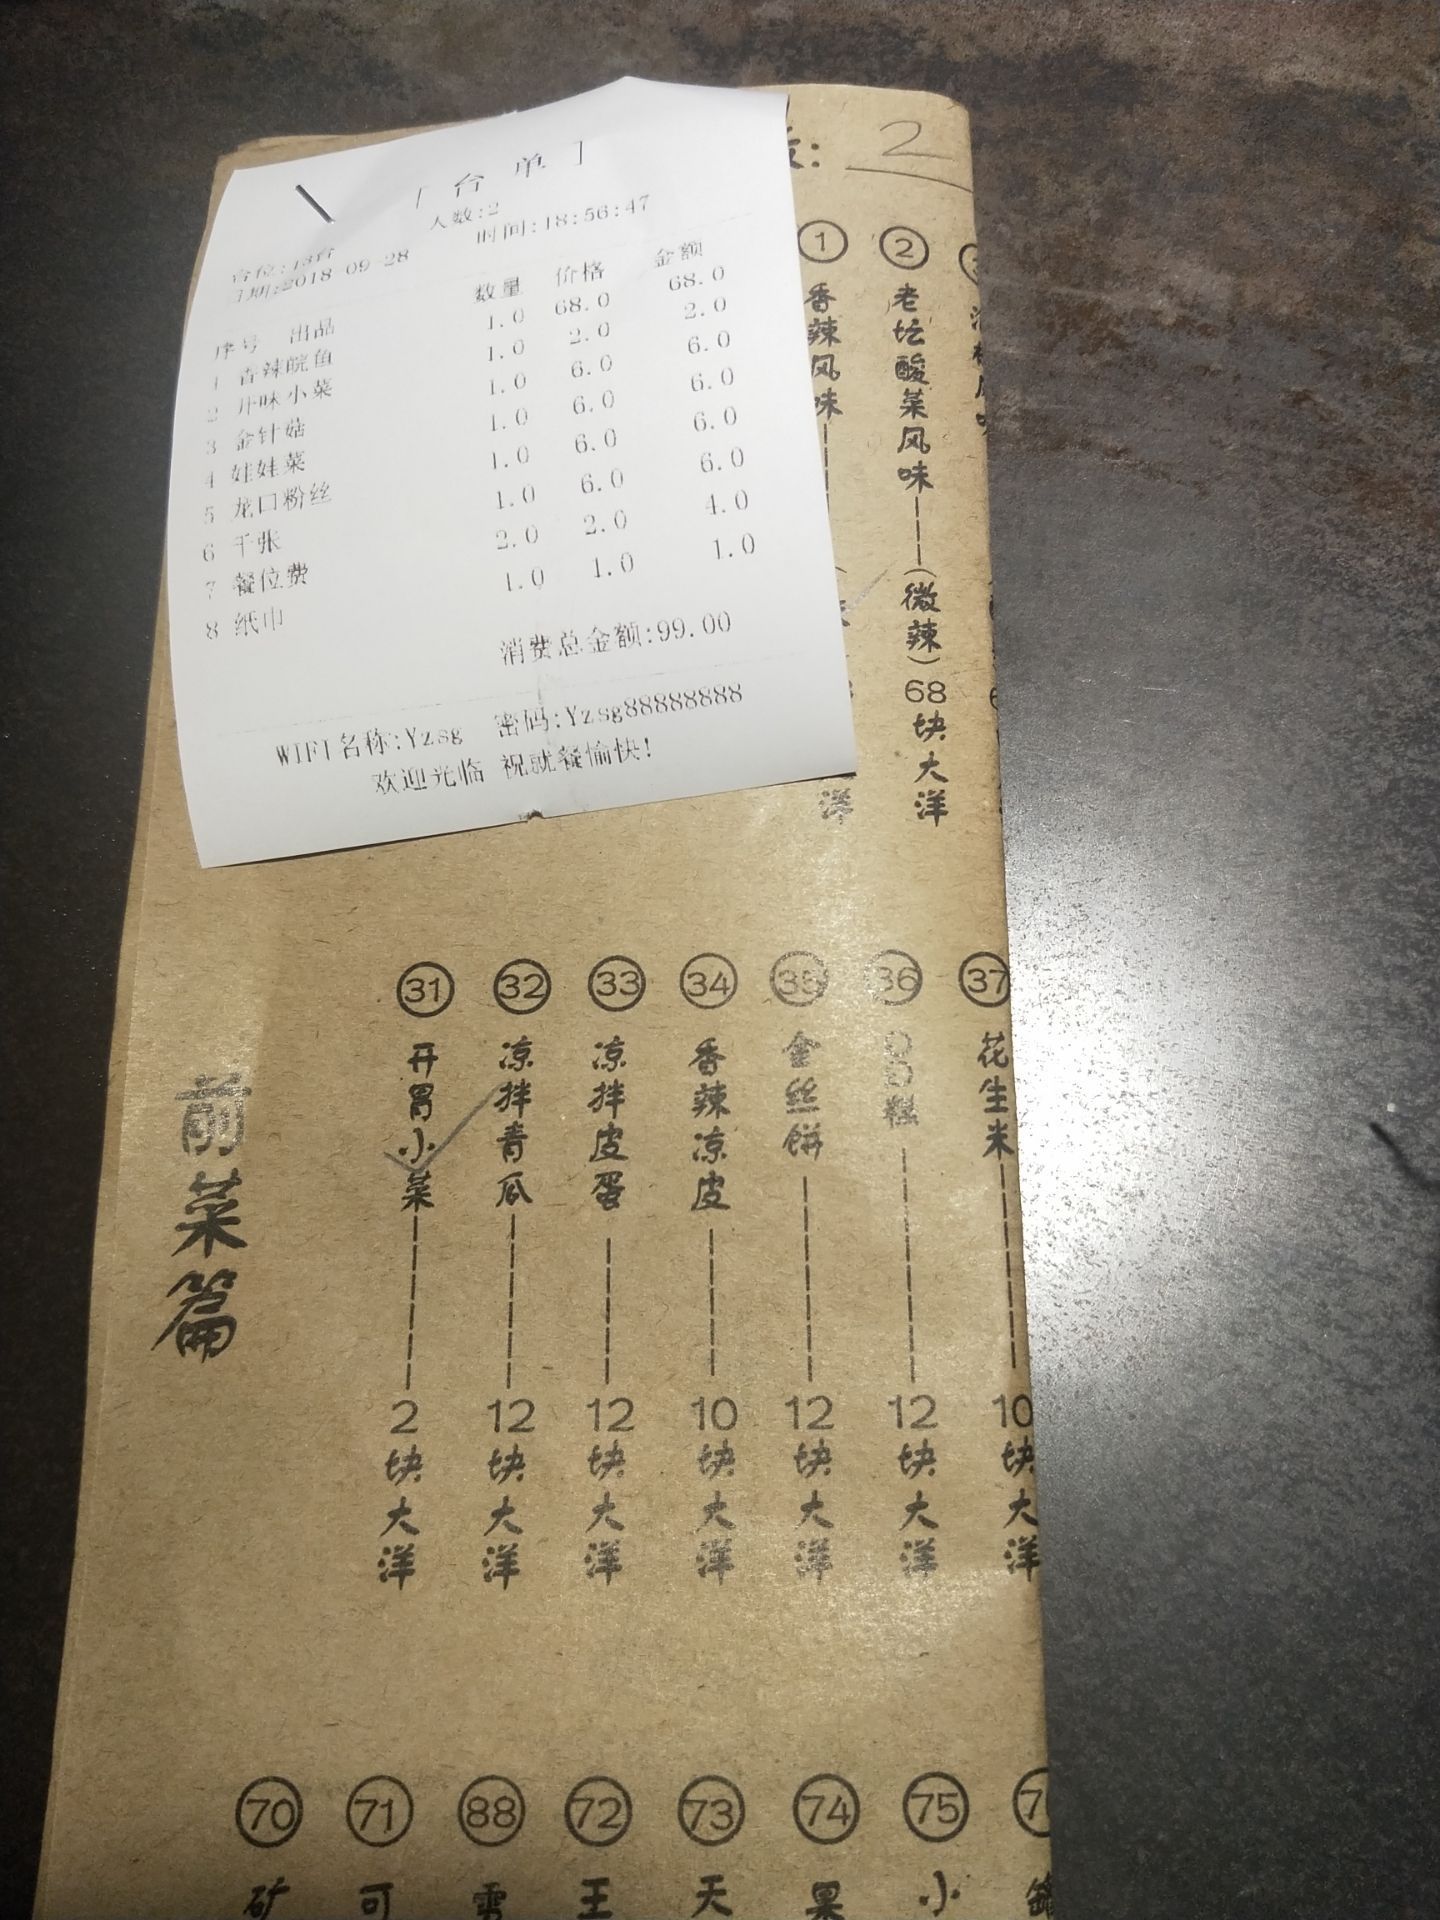 [ 台 单 ]
人数:2
台位:13台
日期:2018-09-28 时间:18:56:47
序号 出品 数量 价格 金额
1 香辣皖鱼 1.0 68.0 68.0
2 开味小菜 1.0 2.0 2.0
3 金针菇 1.0 6.0 6.0
4 娃娃菜 1.0 6.0 6.0
5 龙口粉丝 1.0 6.0 6.0
6 千张 1.0 6.0 6.0
7 餐位费 2.0 2.0 4.0
8 纸巾 1.0 1.0 1.0
消费总金额:99.00
WIFI名称:Yzsg 密码:Yzsg88888888
欢迎光临 祝就餐愉快!
: 2
① 香辣风味
洋
② 老坛酸菜风味 (微辣) 68块大洋
前菜篇
31 开胃小菜 2块大洋
32 凉拌青瓜 12块大洋
33 凉拌皮蛋 12块大洋
34 香辣凉皮 10块大洋
35 金丝饼 12块大洋
36 糕 12块大洋
37 花生米 10块大洋
70 矿
71 可
88 雪
72 王
73 天
74 果
75 小